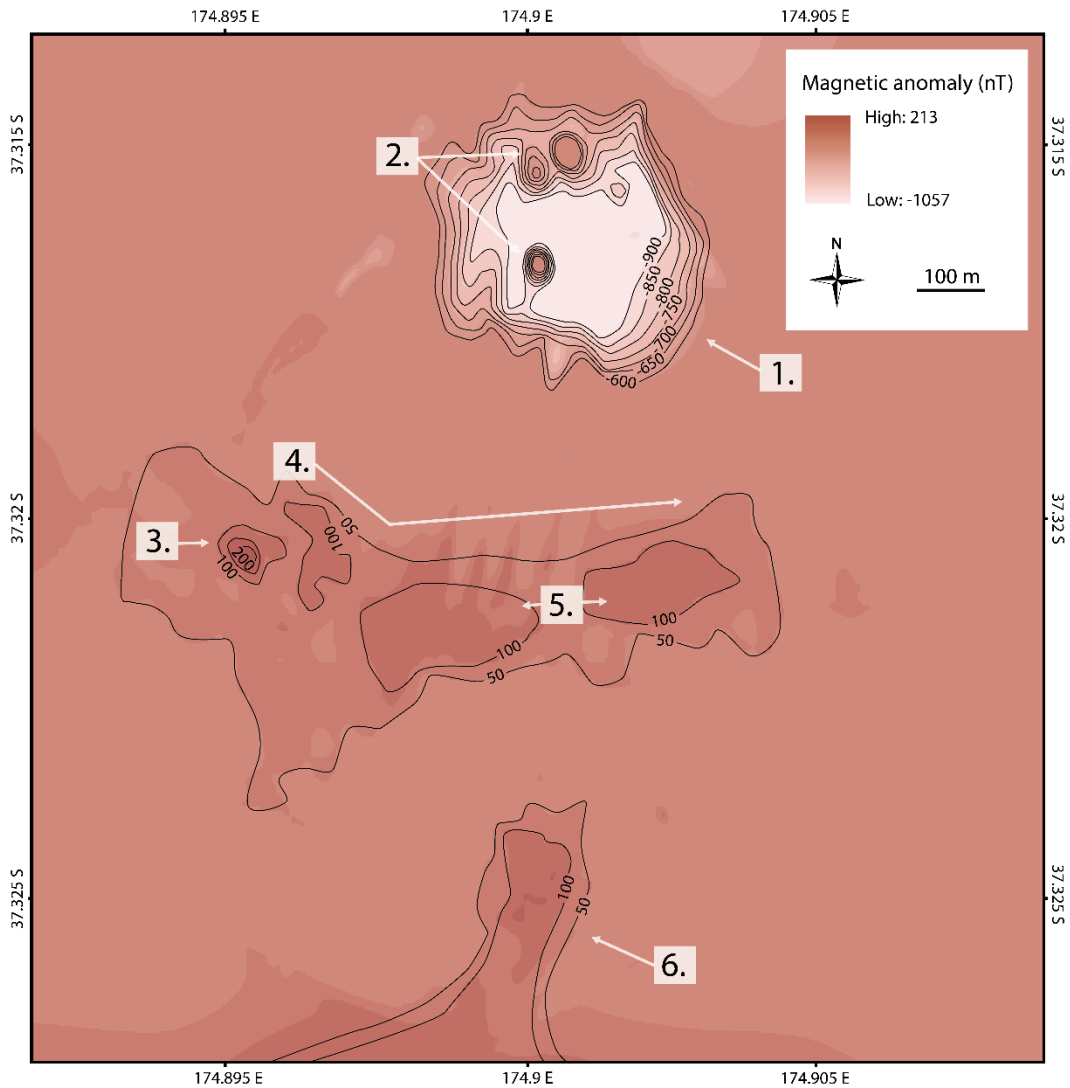 174.895 E
174.9 E
174.905 E
Magnetic anomaly (nT)
High: 213
Low: -1057
N
100 m
37.315 S
37.315 S
2.
-900
-850
-800
-750
-700
-650
-600
1.
4.
50
100
37.32 S
37.32 S
3.
200
100
5.
100
50
100
50
100
50
37.325 S
37.325 S
6.
174.895 E
174.9 E
174.905 E